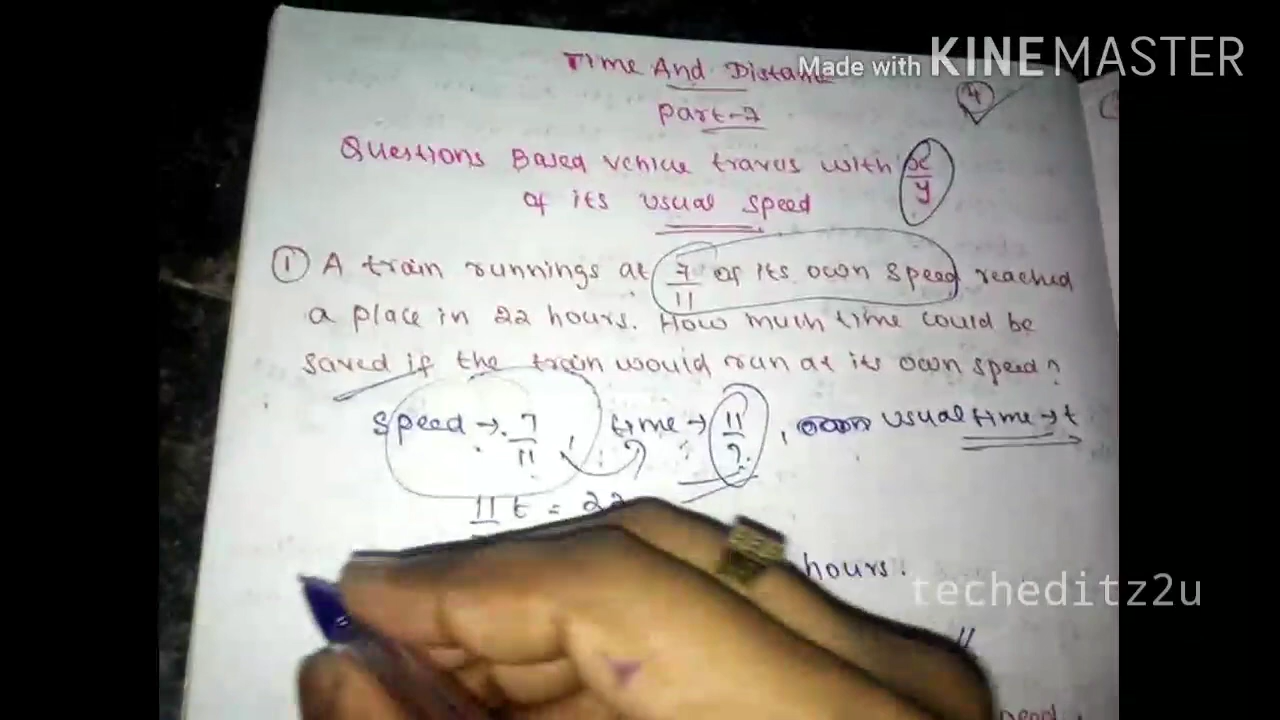 Made with KINEMASTER
Time And Distance
Part-7
4
Questions Based vehicle traves with x/y
of its usual speed
① A train runnings at 7/11 of its own speed reached
a place in 22 hours. How much time could be
saved if the train would run at its own speed?
speed → 7/11, time → 11/7, usual time → t
11 t = 22
hours.
techeditz2u